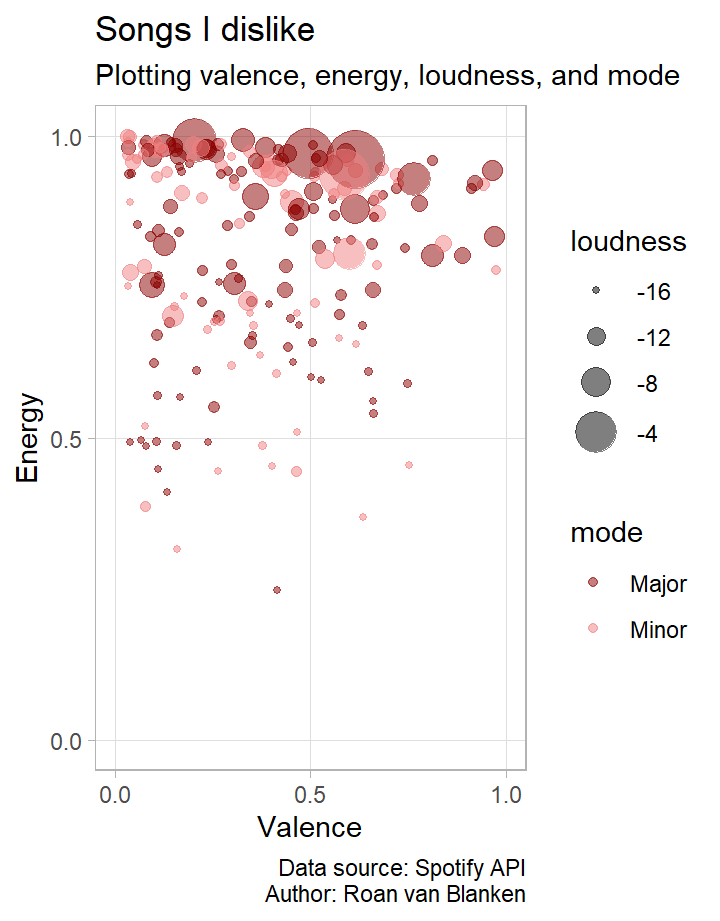 Songs I dislike
Plotting valence, energy, loudness, and mode
1.0
0.5
0.0
Energy
0.0
0.5
1.0
Valence
loudness
-16
-12
-8
-4
mode
Major
Minor
Data source: Spotify API
Author: Roan van Blanken